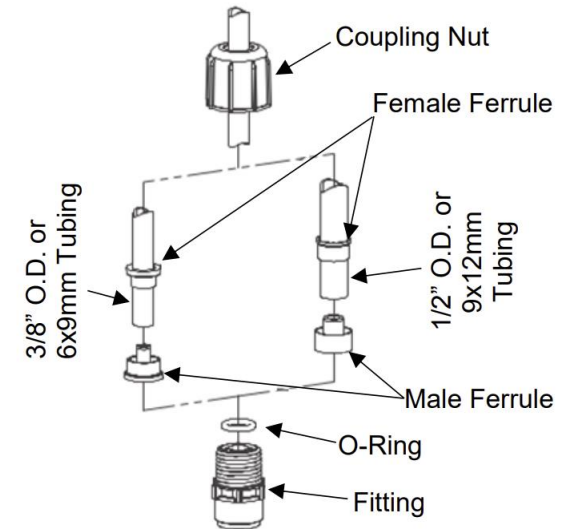 Coupling Nut
Female Ferrule
3/8” O.D. or
6x9mm Tubing
1/2” O.D. or
9x12mm
Tubing
Male Ferrule
O-Ring
Fitting